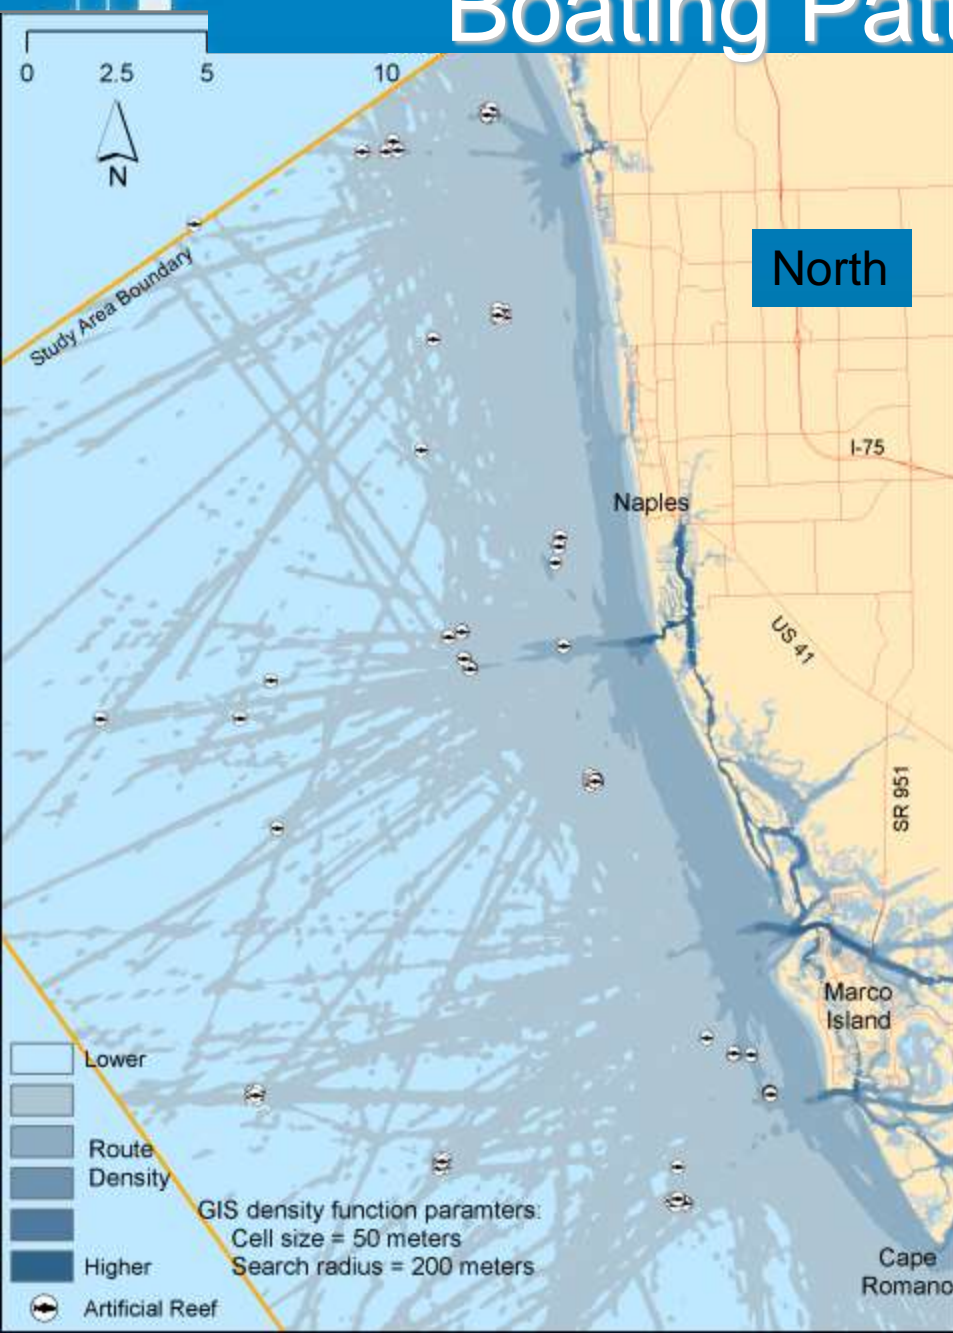 Boating Pat
0 2.5 5 10
N
Study Area Boundary
North
I-75
Naples
US 41
SR 951
Marco
Island
Lower
Route
Density
GIS density function paramters:
Cell size = 50 meters
Search radius = 200 meters
Higher
Artificial Reef
Cape
Romano